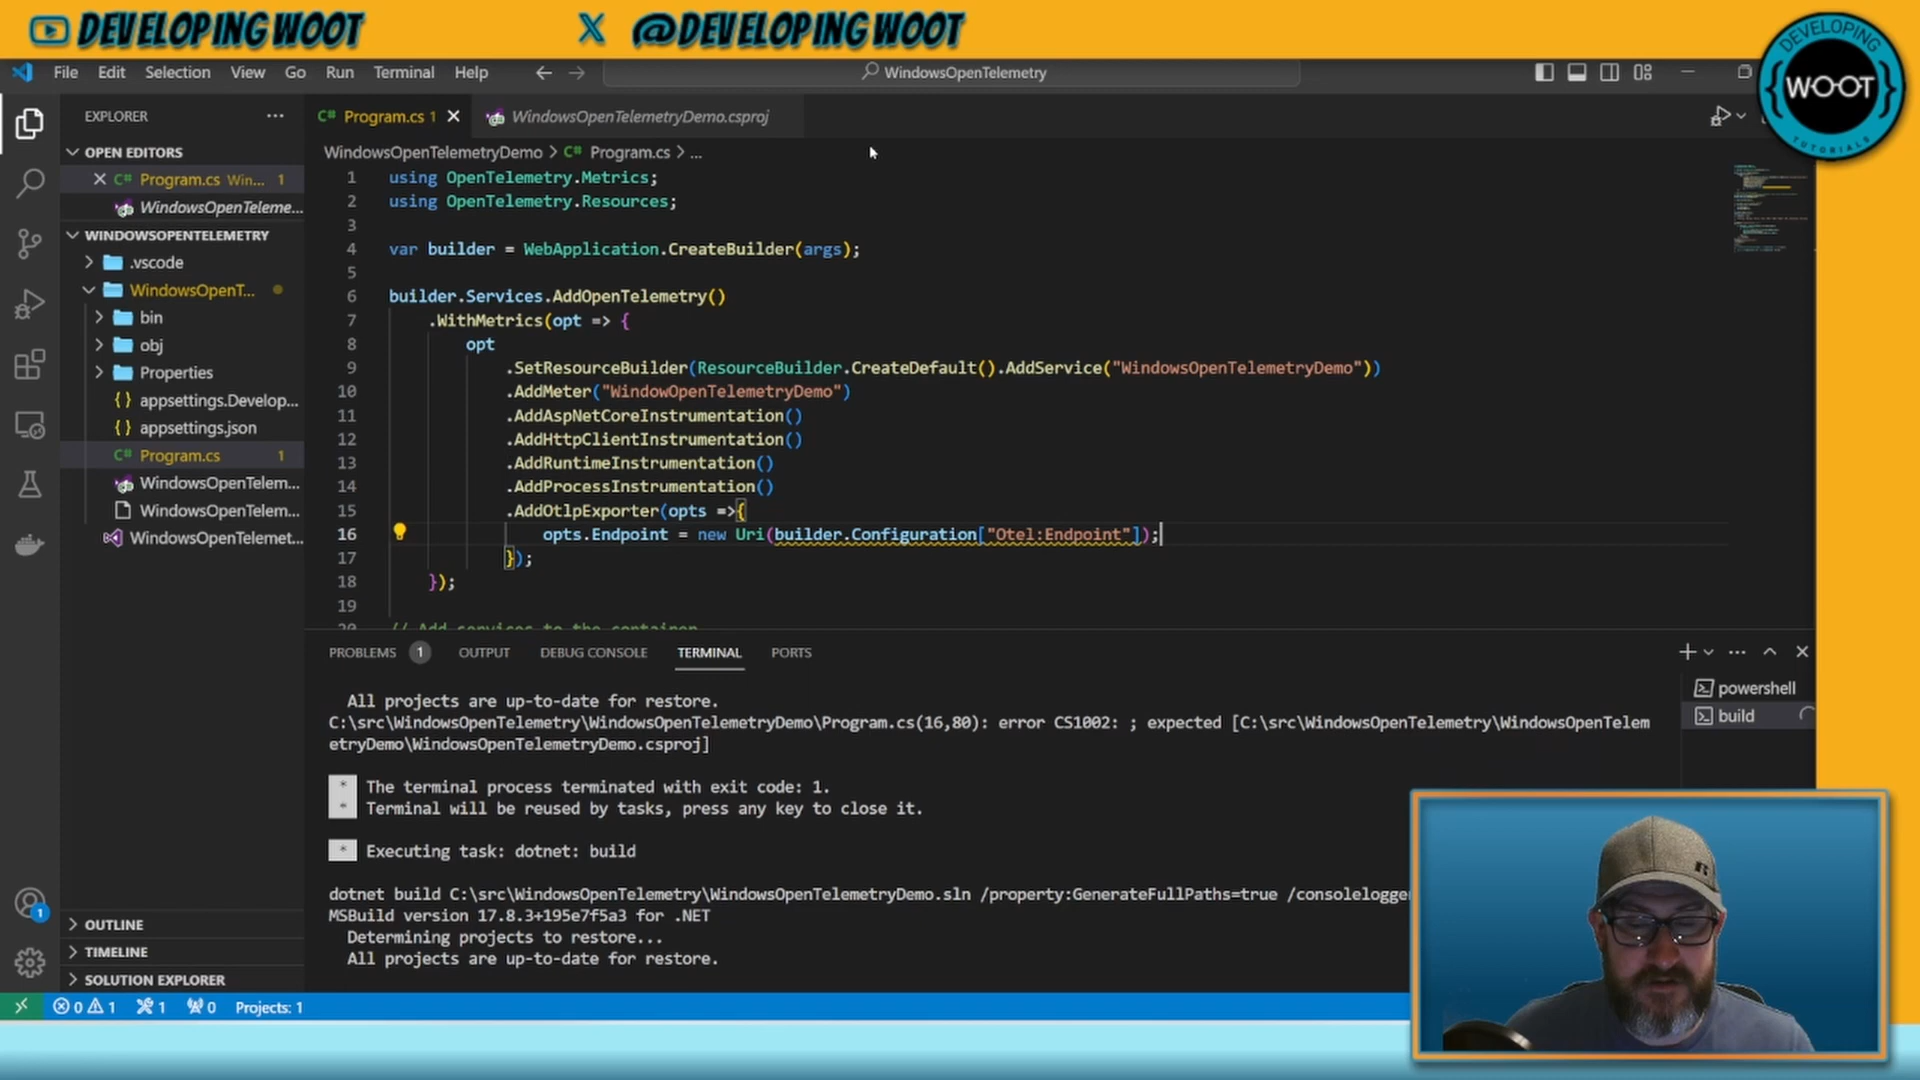 DEVELOPINGWOOT
@DEVELOPINGWOOT
DEVELOPING
WOOT
TUTORIALS
File Edit Selection View Go Run Terminal Help
WindowsOpenTelemetry
EXPLORER
OPEN EDITORS
Program.cs Win... 1
WindowsOpenTeleme...
WINDOWSOPENTELEMETRY
.vscode
WindowsOpenT...
bin
obj
Properties
appsettings.Develop...
appsettings.json
Program.cs 1
WindowsOpenTelem...
WindowsOpenTelem...
WindowsOpenTelemet...
OUTLINE
TIMELINE
SOLUTION EXPLORER
Program.cs 1
WindowsOpenTelemetryDemo.csproj
WindowsOpenTelemetryDemo > Program.cs > ...
1 using OpenTelemetry.Metrics;
2 using OpenTelemetry.Resources;
3
4 var builder = WebApplication.CreateBuilder(args);
5
6 builder.Services.AddOpenTelemetry()
7 .WithMetrics(opt => {
8 opt
9 .SetResourceBuilder(ResourceBuilder.CreateDefault().AddService("WindowsOpenTelemetryDemo"))
10 .AddMeter("WindowOpenTelemetryDemo")
11 .AddAspNetCoreInstrumentation()
12 .AddHttpClientInstrumentation()
13 .AddRuntimeInstrumentation()
14 .AddProcessInstrumentation()
15 .AddOtlpExporter(opts =>{
16 opts.Endpoint = new Uri(builder.Configuration["Otel:Endpoint"]);
17 });
18 });
19
20 // Add services to the container
PROBLEMS 1 OUTPUT DEBUG CONSOLE TERMINAL PORTS
powershell
build
All projects are up-to-date for restore.
C:\src\WindowsOpenTelemetry\WindowsOpenTelemetryDemo\Program.cs(16,80): error CS1002: ; expected [C:\src\WindowsOpenTelemetry\WindowsOpenTelem
etryDemo\WindowsOpenTelemetryDemo.csproj]
* The terminal process terminated with exit code: 1.
* Terminal will be reused by tasks, press any key to close it.
* Executing task: dotnet: build
dotnet build C:\src\WindowsOpenTelemetry\WindowsOpenTelemetryDemo.sln /property:GenerateFullPaths=true /consolelogger
MSBuild version 17.8.3+195e7f5a3 for .NET
Determining projects to restore...
All projects are up-to-date for restore.
1
0 1 1 0 Projects: 1